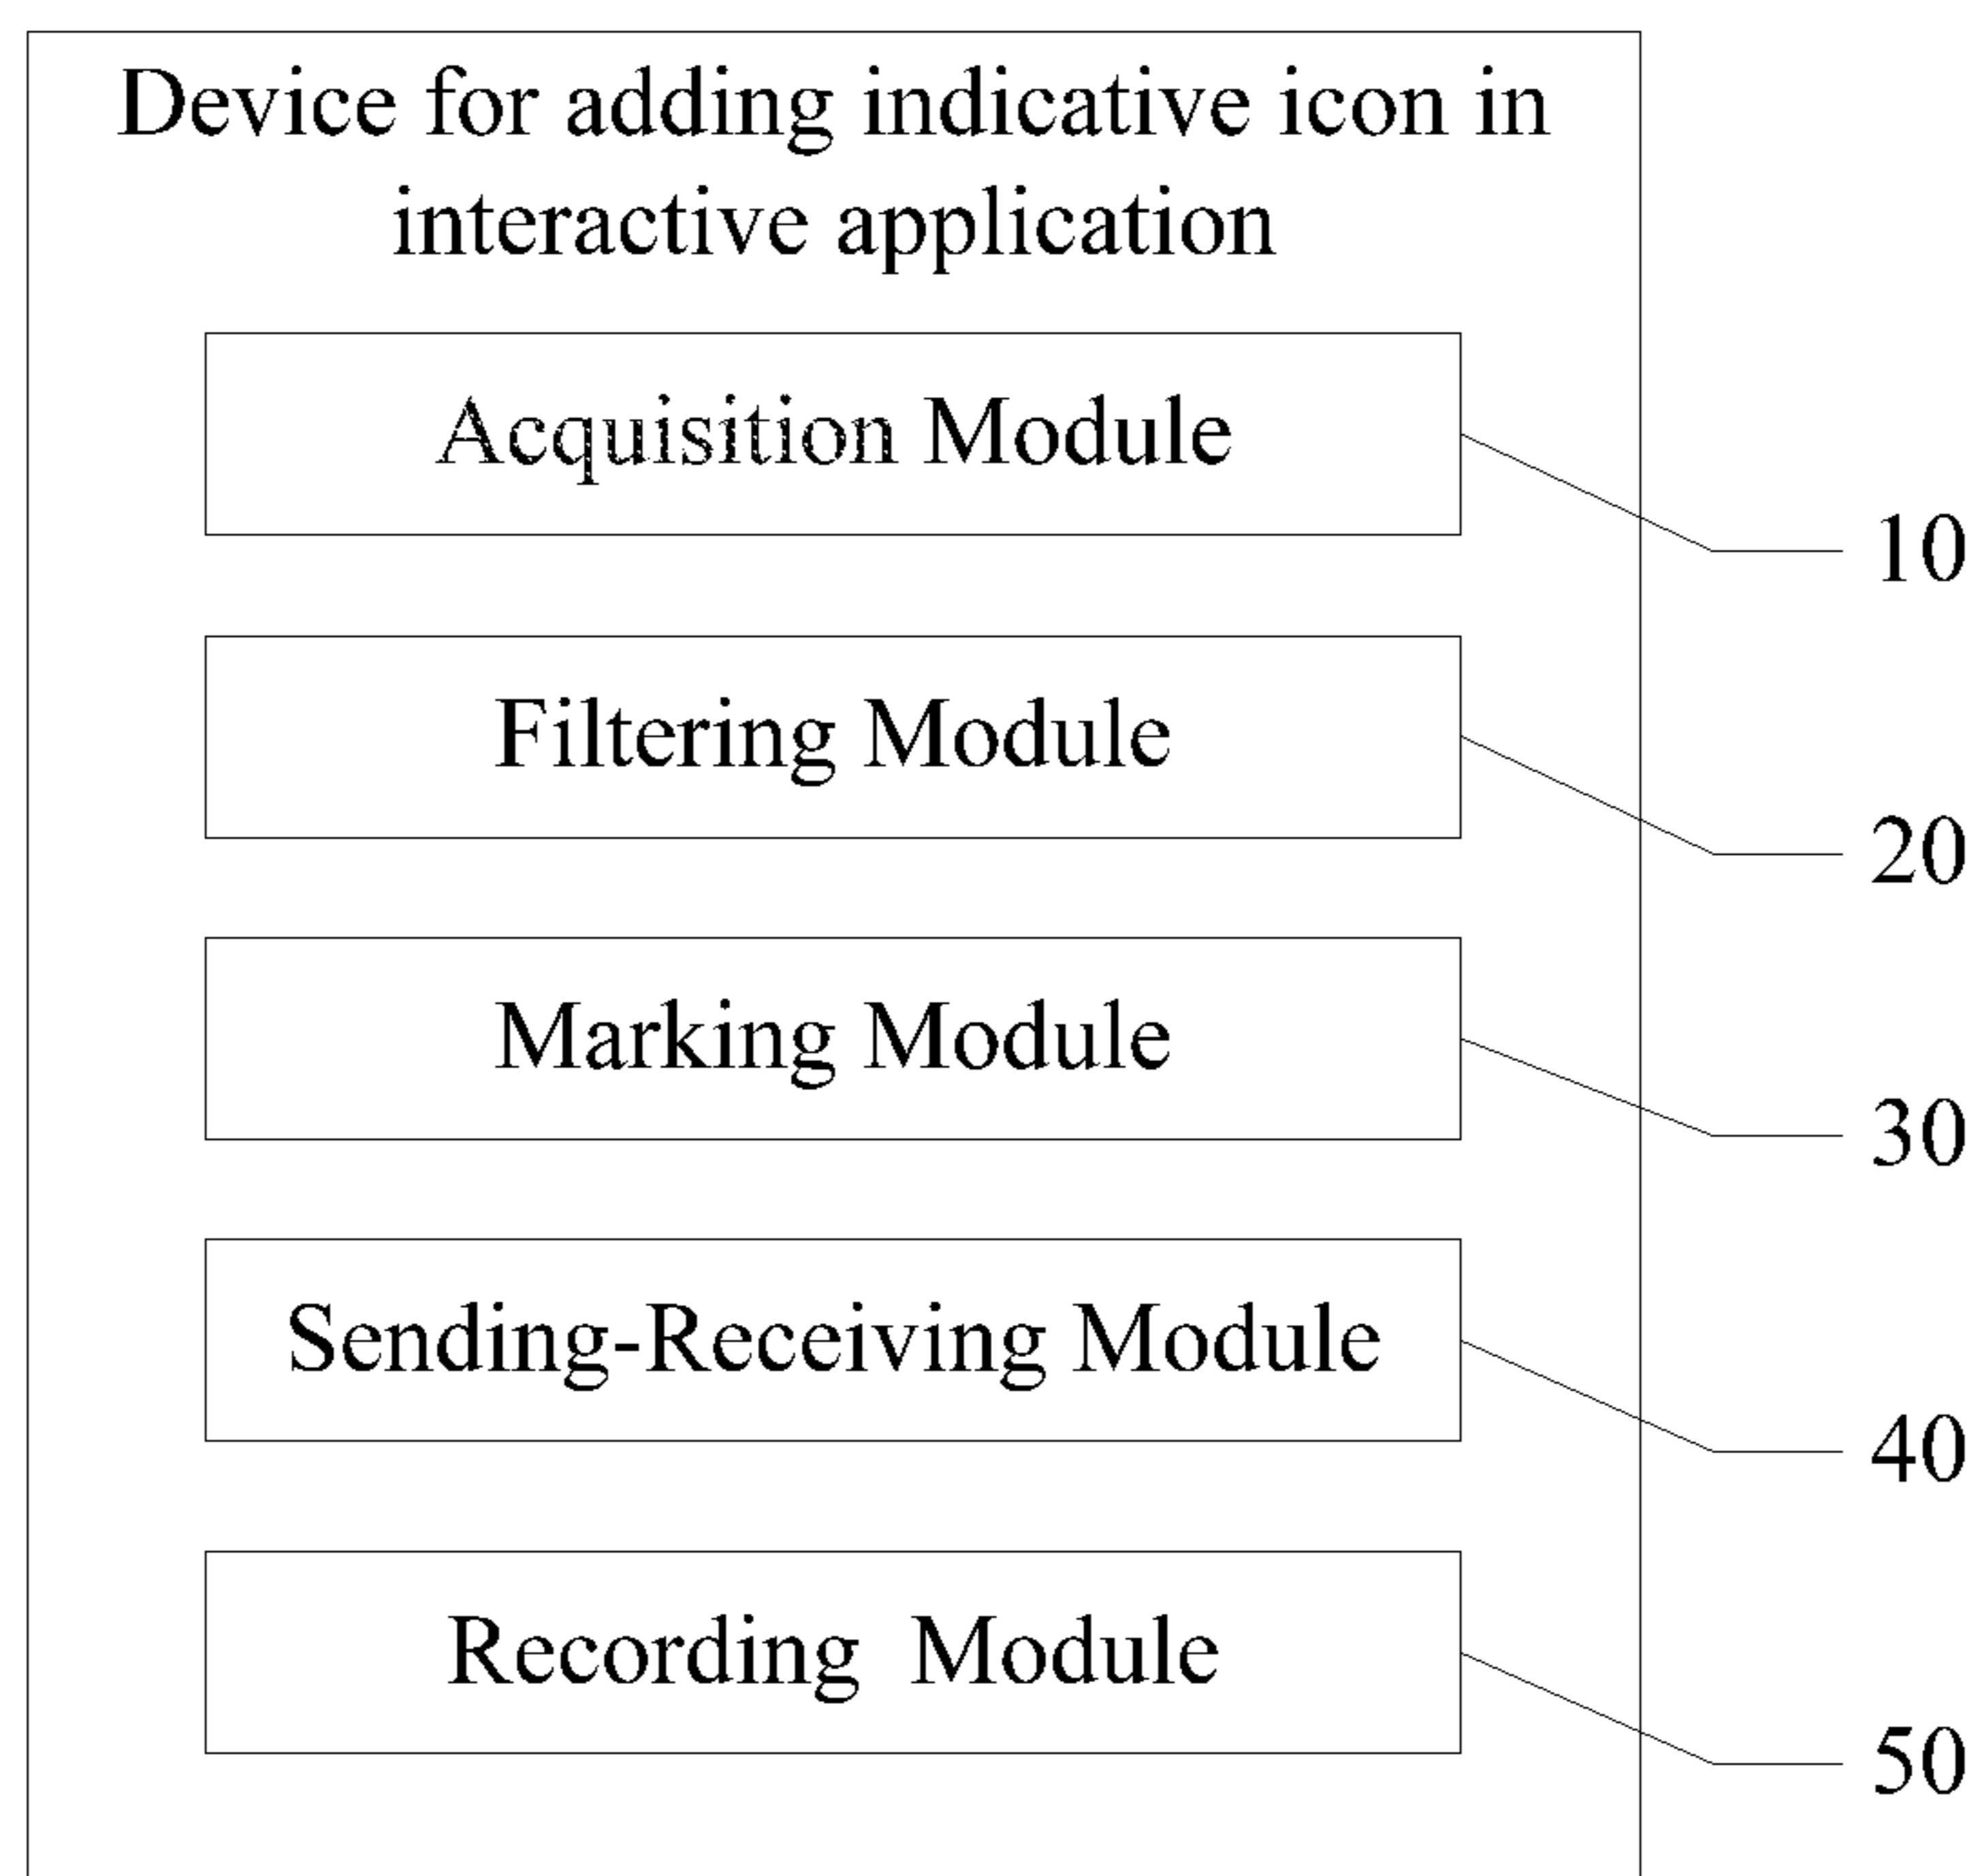 Device for adding indicative icon in
interactive application
Acquisition Module
10
Filtering Module
20
Marking Module
30
Sending-Receiving Module
40
Recording Module
50